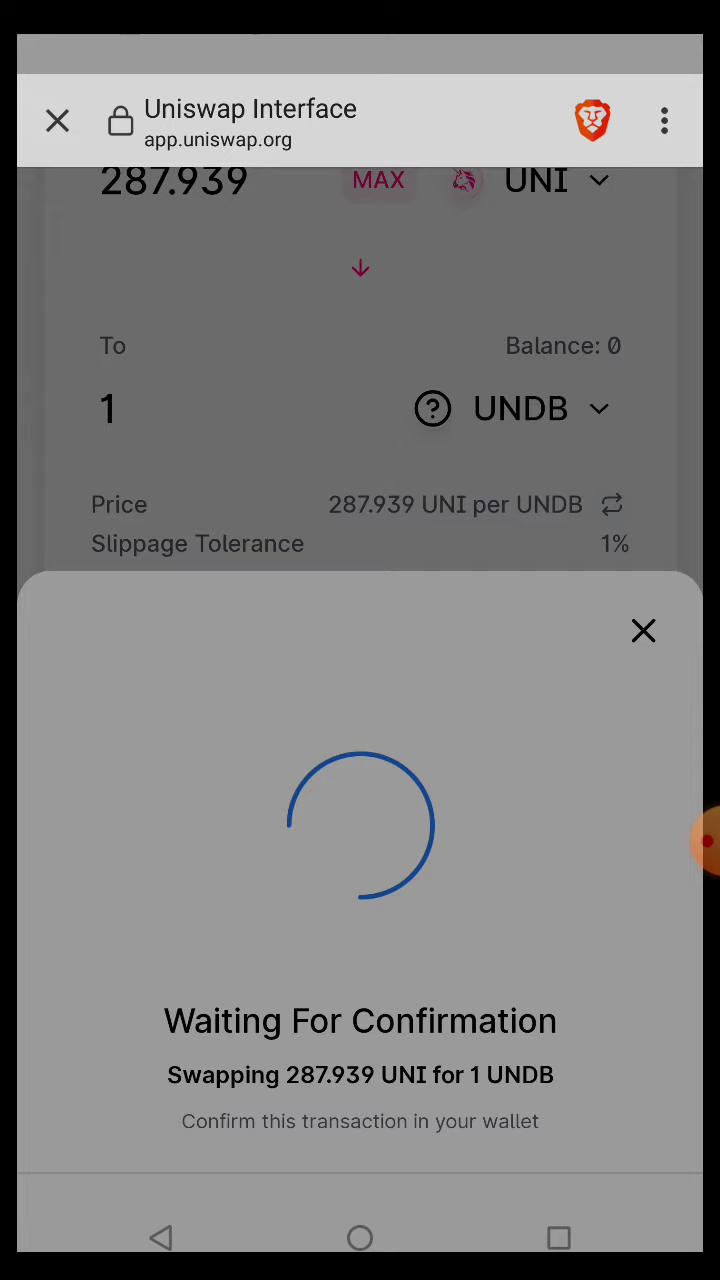 Uniswap Interface
app.uniswap.org
287.939 MAX UNI
To Balance: 0
1 UNDB
Price 287.939 UNI per UNDB
Slippage Tolerance 1%
Waiting For Confirmation
Swapping 287.939 UNI for 1 UNDB
Confirm this transaction in your wallet